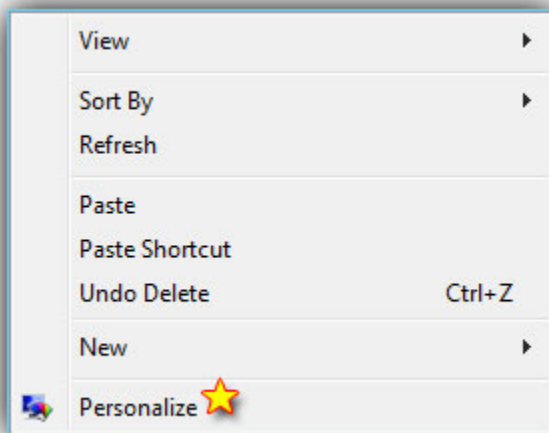 View
Sort By
Refresh
Paste
Paste Shortcut
Undo Delete Ctrl+Z
New
Personalize